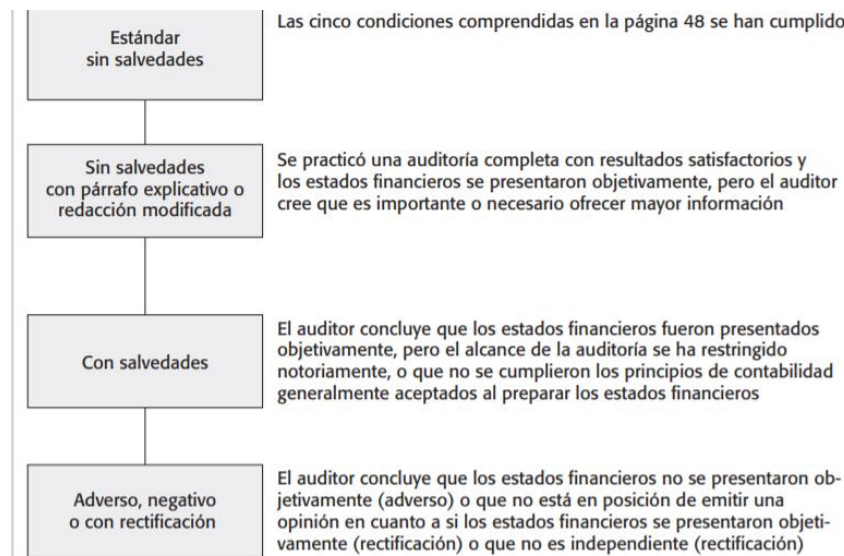 Estándar
sin salvedades
Las cinco condiciones comprendidas en la página 48 se han cumplido
Sin salvedades
con párrafo explicativo o
redacción modificada
Se practicó una auditoría completa con resultados satisfactorios y
los estados financieros se presentaron objetivamente, pero el auditor
cree que es importante o necesario ofrecer mayor información
Con salvedades
El auditor concluye que los estados financieros fueron presentados
objetivamente, pero el alcance de la auditoría se ha restringido
notoriamente, o que no se cumplieron los principios de contabilidad
generalmente aceptados al preparar los estados financieros
Adverso, negativo
o con rectificación
El auditor concluye que los estados financieros no se presentaron ob-
jetivamente (adverso) o que no está en posición de emitir una
opinión en cuanto a si los estados financieros se presentaron objeti-
vamente (rectificación) o que no es independiente (rectificación)